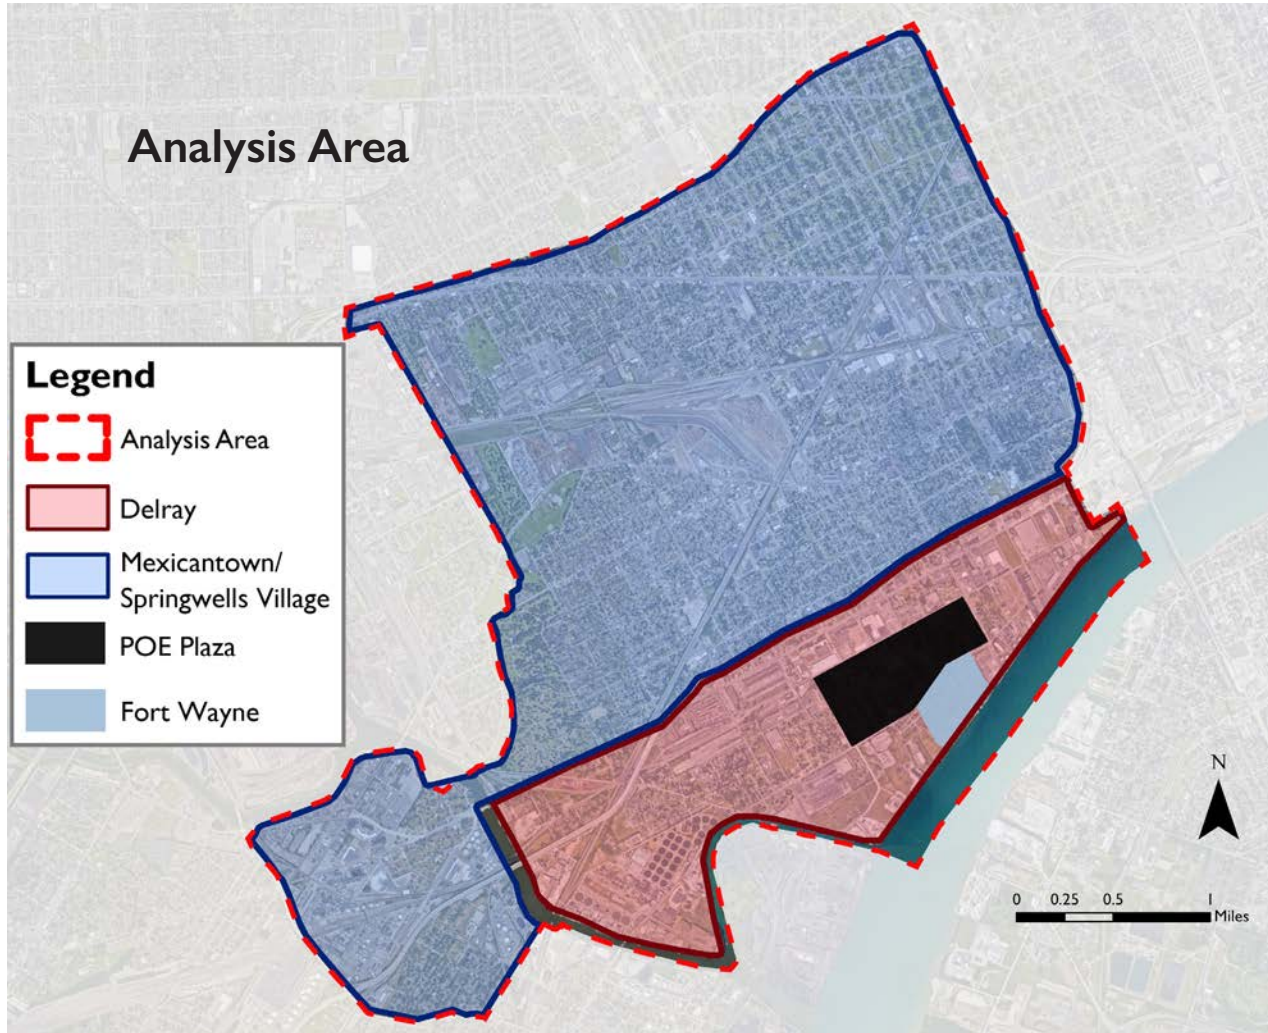 Analysis Area
Legend
Analysis Area
Delray
Mexicantown/
Springwells Village
POE Plaza
Fort Wayne
N
0 0.25 0.5 1
Miles